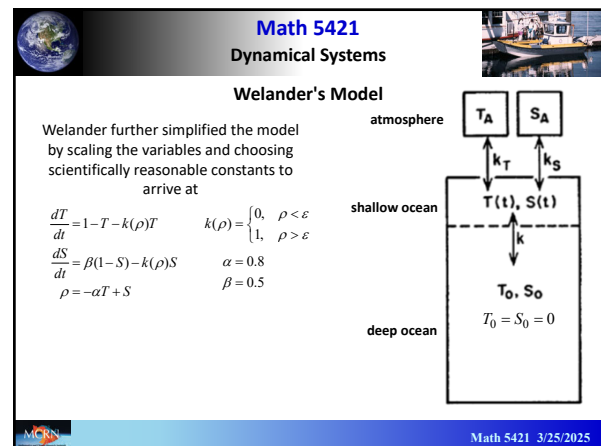 Math 5421
Dynamical Systems
Welander's Model
Welander further simplified the model
by scaling the variables and choosing
scientifically reasonable constants to
arrive at
dT/dt = 1 − T − k(ρ)T
k(ρ) = {0, ρ < ε
1, ρ > ε
dS/dt = β(1 − S) − k(ρ)S
α = 0.8
ρ = −αT + S
β = 0.5
atmosphere
T_A S_A
k_T k_S
shallow ocean
T(t), S(t)
k
T_0, S_0
T_0 = S_0 = 0
deep ocean
MCRN
Math 5421 3/25/2025